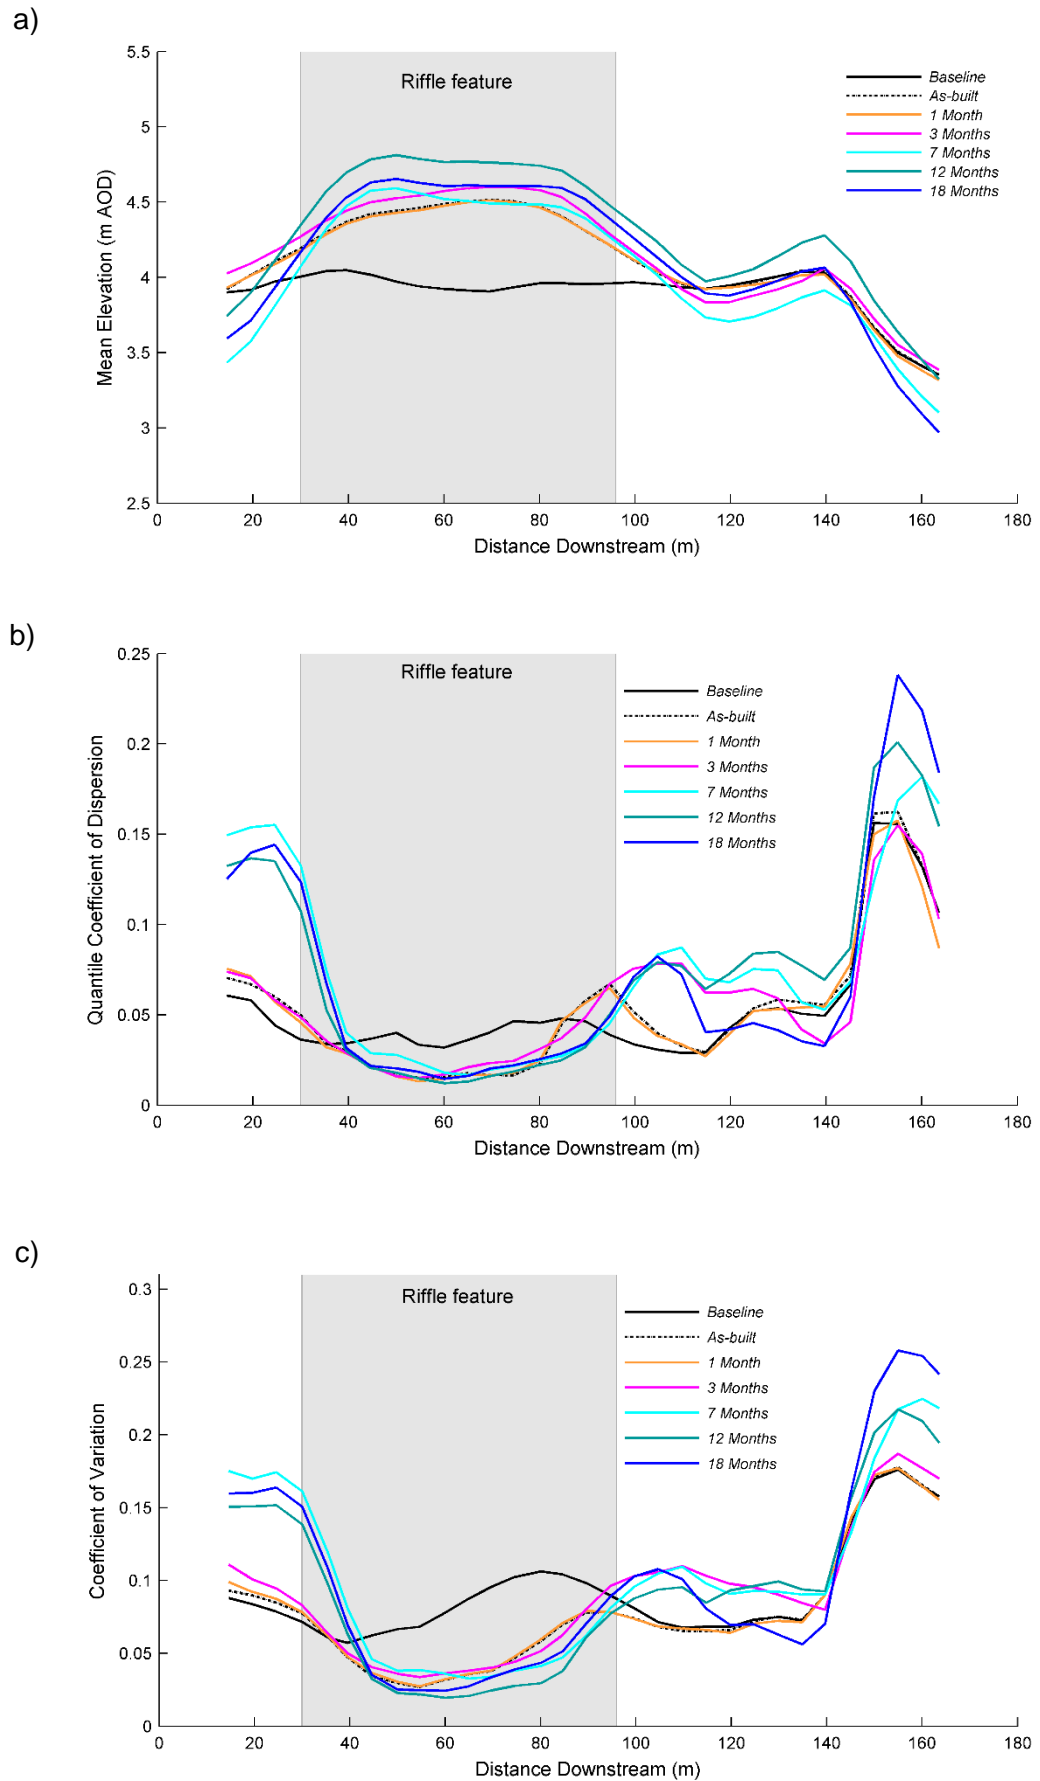 a)
5.5
5
4.5
4
3.5
3
2.5
Mean Elevation (m AOD)
Riffle feature
Baseline
As-built
1 Month
3 Months
7 Months
12 Months
18 Months
0 20 40 60 80 100 120 140 160 180
Distance Downstream (m)
b)
0.25
0.2
0.15
0.1
0.05
0
Quantile Coefficient of Dispersion
Riffle feature
Baseline
As-built
1 Month
3 Months
7 Months
12 Months
18 Months
0 20 40 60 80 100 120 140 160 180
Distance Downstream (m)
c)
0.3
0.25
0.2
0.15
0.1
0.05
0
Coefficient of Variation
Riffle feature
Baseline
As-built
1 Month
3 Months
7 Months
12 Months
18 Months
0 20 40 60 80 100 120 140 160 180
Distance Downstream (m)